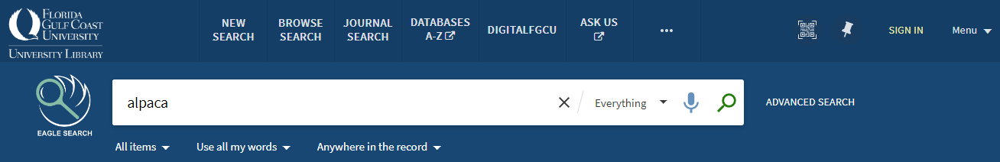 FLORIDA
GULF COAST
UNIVERSITY
UNIVERSITY LIBRARY
NEW
SEARCH
BROWSE
SEARCH
JOURNAL
SEARCH
DATABASES
A-Z
DIGITALFGCU
ASK US
...
SIGN IN
Menu
EAGLE SEARCH
alpaca
Everything
ADVANCED SEARCH
All items
Use all my words
Anywhere in the record